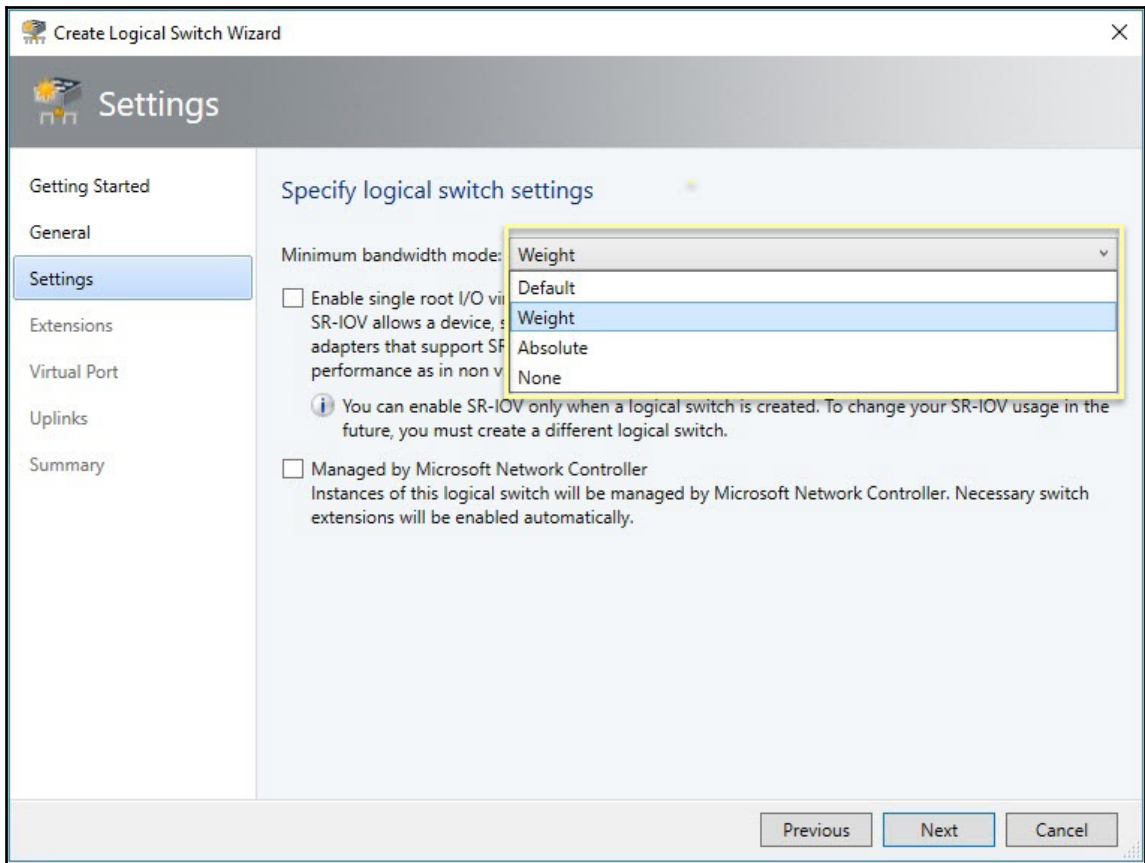 Create Logical Switch Wizard
Settings
Getting Started
General
Settings
Extensions
Virtual Port
Uplinks
Summary
Specify logical switch settings
Minimum bandwidth mode: Weight
Default
Weight
Absolute
None
Enable single root I/O
SR-IOV allows a device,
adapters that support
performance as in non
You can enable SR-IOV only when a logical switch is created. To change your SR-IOV usage in the
future, you must create a different logical switch.
Managed by Microsoft Network Controller
Instances of this logical switch will be managed by Microsoft Network Controller. Necessary switch
extensions will be enabled automatically.
Previous
Next
Cancel